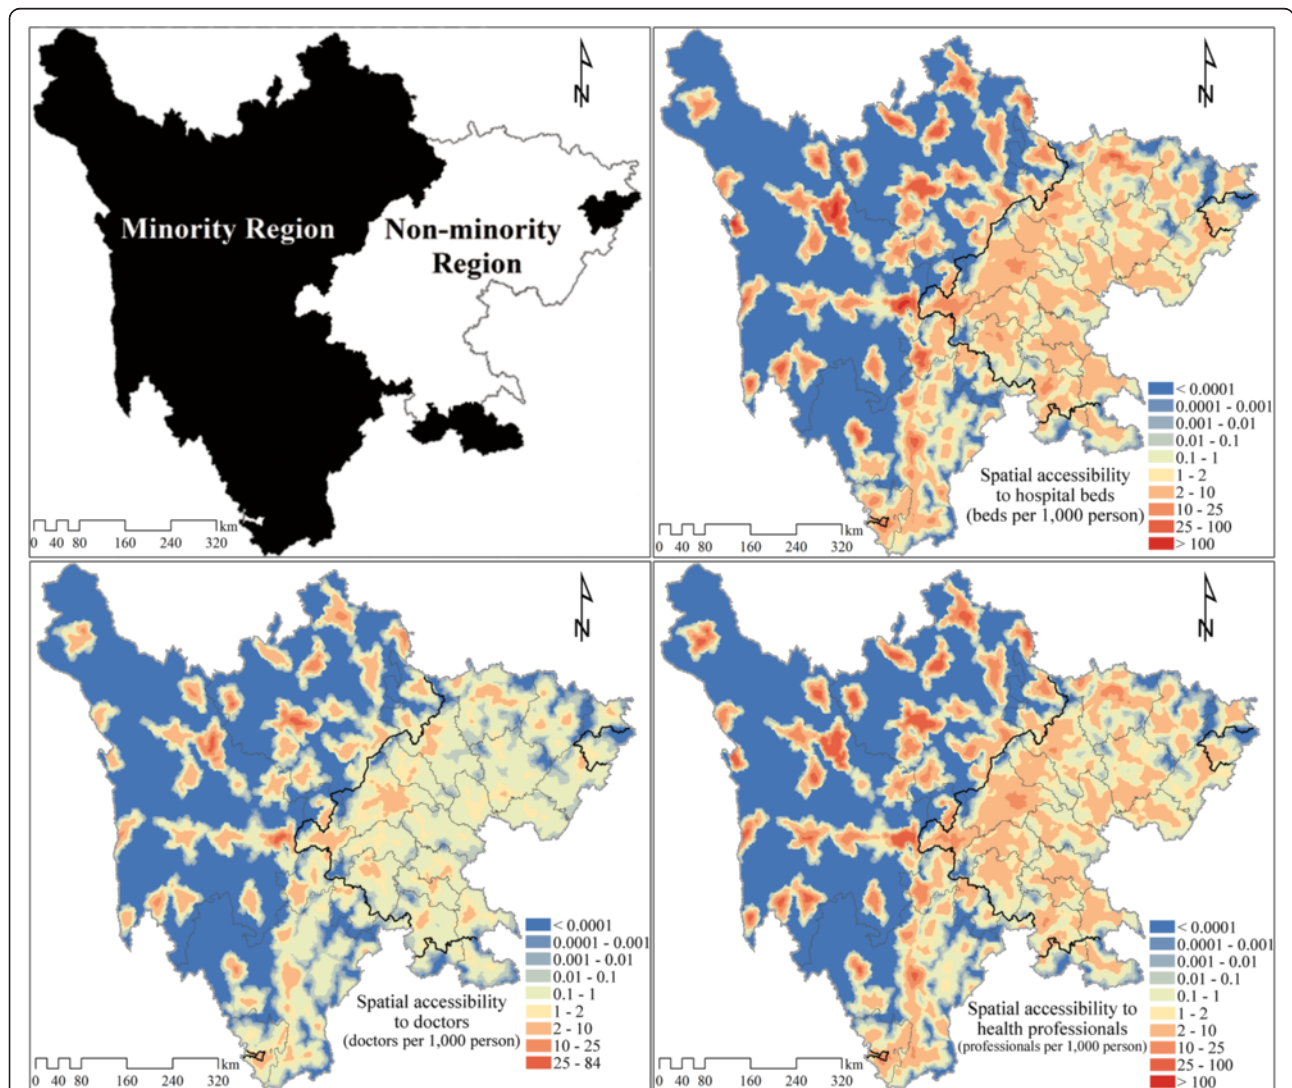 N
Minority Region
Non-minority
Region
km
0 40 80 160 240 320
N
< 0.0001
0.0001 - 0.001
0.001 - 0.01
0.01 - 0.1
0.1 - 1
1 - 2
2 - 10
10 - 25
25 - 100
> 100
Spatial accessibility
to hospital beds
(beds per 1,000 person)
km
0 40 80 160 240 320
N
< 0.0001
0.0001 - 0.001
0.001 - 0.01
0.01 - 0.1
0.1 - 1
1 - 2
2 - 10
10 - 25
25 - 84
Spatial accessibility
to doctors
(doctors per 1,000 person)
km
0 40 80 160 240 320
N
< 0.0001
0.0001 - 0.001
0.001 - 0.01
0.01 - 0.1
0.1 - 1
1 - 2
2 - 10
10 - 25
25 - 100
> 100
Spatial accessibility to
health professionals
(professionals per 1,000 person)
km
0 40 80 160 240 320